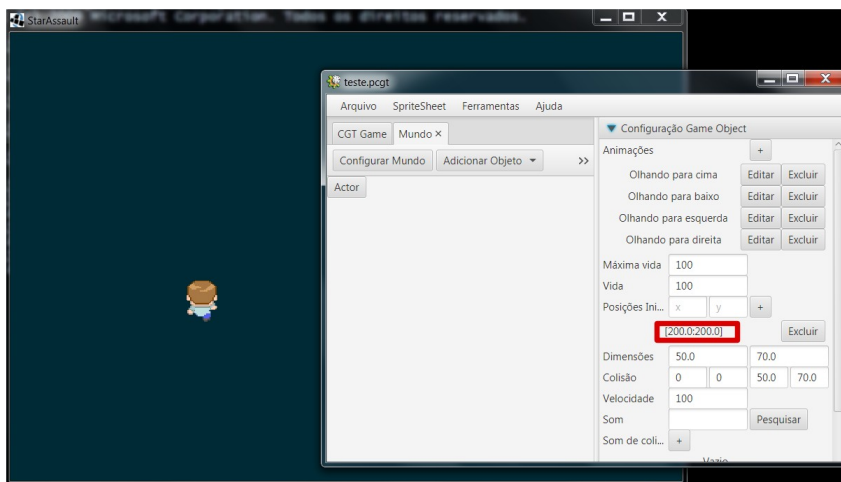 StarAssault
Microsoft Corporation. Todos os direitos reservados.
teste.pcgt
Arquivo SpriteSheet Ferramentas Ajuda
CGT Game Mundo ×
Configurar Mundo Adicionar Objeto >>
Actor
Configuração Game Object
Animações +
Olhando para cima Editar Excluir
Olhando para baixo Editar Excluir
Olhando para esquerda Editar Excluir
Olhando para direita Editar Excluir
Máxima vida 100
Vida 100
Posições Ini... x y +
[200.0:200.0] Excluir
Dimensões 50.0 70.0
Colisão 0 0 50.0 70.0
Velocidade 100
Som Pesquisar
Som de coli... +
Vazio